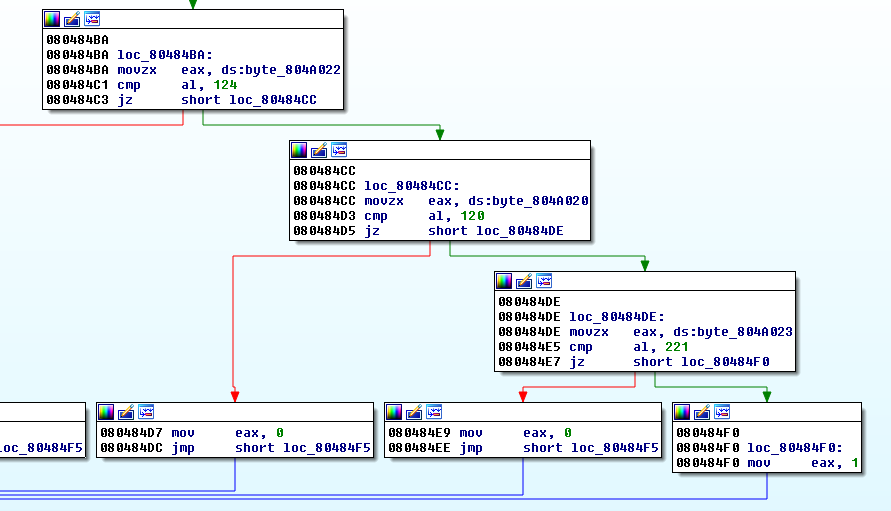 080484BA
080484BA loc_80484BA:
080484BA movzx eax, ds:byte_804A022
080484C1 cmp al, 124
080484C3 jz short loc_80484CC
080484CC
080484CC loc_80484CC:
080484CC movzx eax, ds:byte_804A020
080484D3 cmp al, 120
080484D5 jz short loc_80484DE
080484DE
080484DE loc_80484DE:
080484DE movzx eax, ds:byte_804A023
080484E5 cmp al, 221
080484E7 jz short loc_80484F0
loc_80484F5
080484D7 mov eax, 0
080484DC jmp short loc_80484F5
080484E9 mov eax, 0
080484EE jmp short loc_80484F5
080484F0
080484F0 loc_80484F0:
080484F0 mov eax, 1